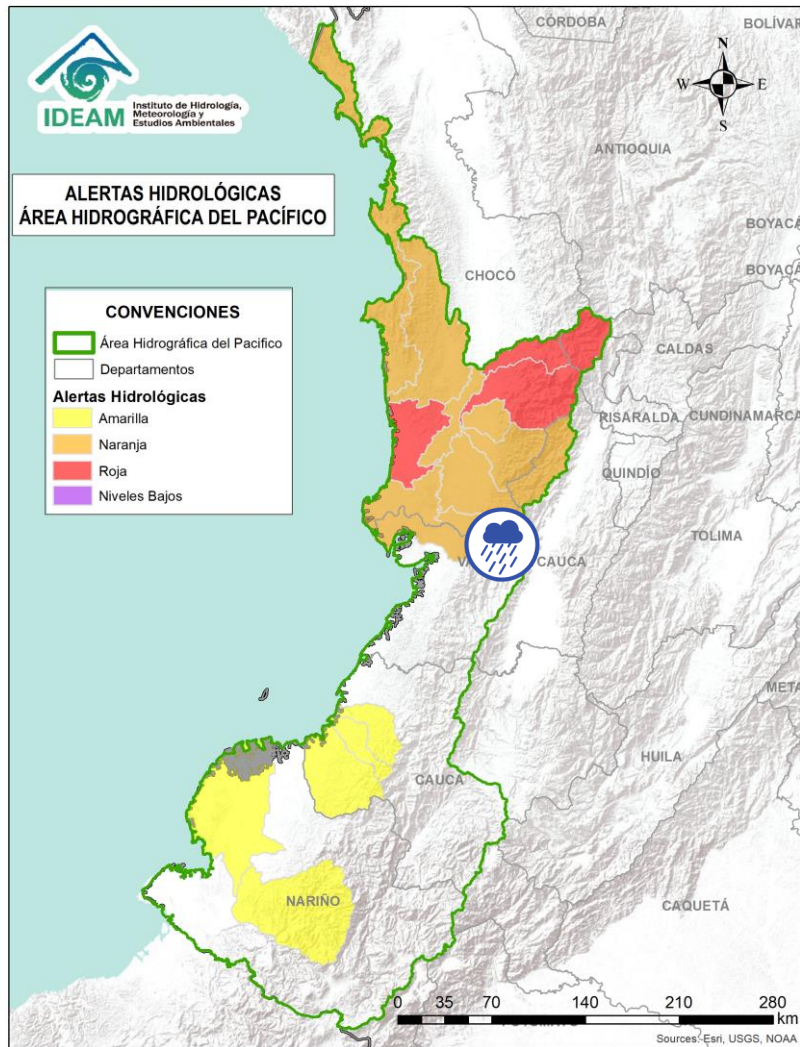 IDEAM
Instituto de Hidrología,
Meteorología y
Estudios Ambientales
ALERTAS HIDROLÓGICAS
ÁREA HIDROGRÁFICA DEL PACÍFICO
N
W
E
S
CONVENCIONES
Área Hidrográfica del Pacifico
Departamentos
Alertas Hidrológicas
Amarilla
Naranja
Roja
Niveles Bajos
CÓRDOBA
BOLÍVAR
ANTIOQUIA
BOYACÁ
BOYACÁ
CHOCÓ
CALDAS
RISARALDA
CUNDINAMARCA
QUINDÍO
TOLIMA
CAUCA
META
HUILA
CAUCA
NARIÑO
CAQUETÁ
0 35 70 140 210 280
km
Sources: Esri, USGS, NOAA